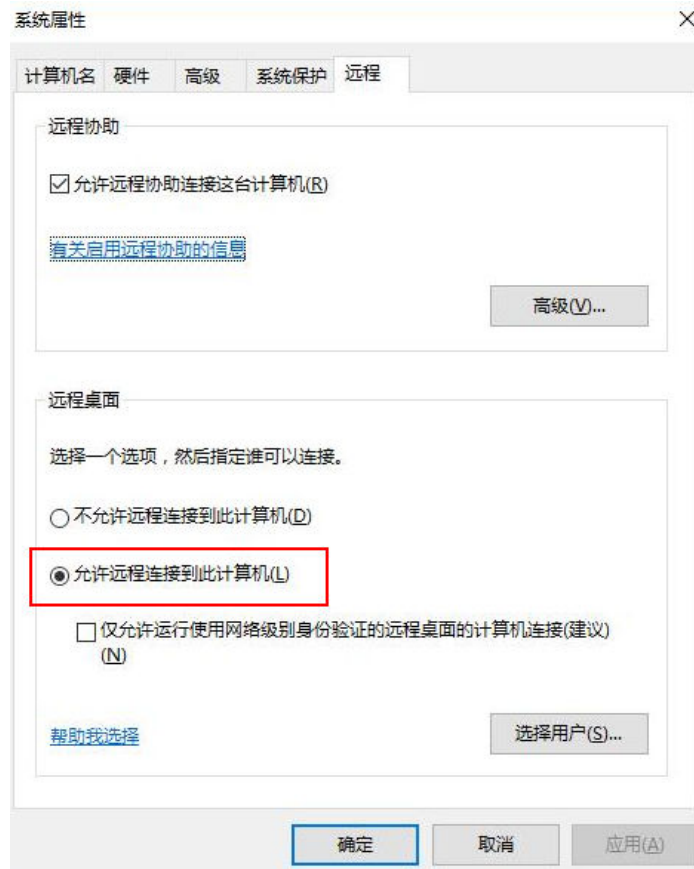 系统属性
计算机名 硬件 高级 系统保护 远程
远程协助
允许远程协助连接这台计算机(R)
有关启用远程协助的信息
高级(V)...
远程桌面
选择一个选项，然后指定谁可以连接。
不允许远程连接到此计算机(D)
允许远程连接到此计算机(L)
仅允许运行使用网络级别身份验证的远程桌面的计算机连接(建议)
(N)
帮助我选择
选择用户(S)...
确定 取消 应用(A)